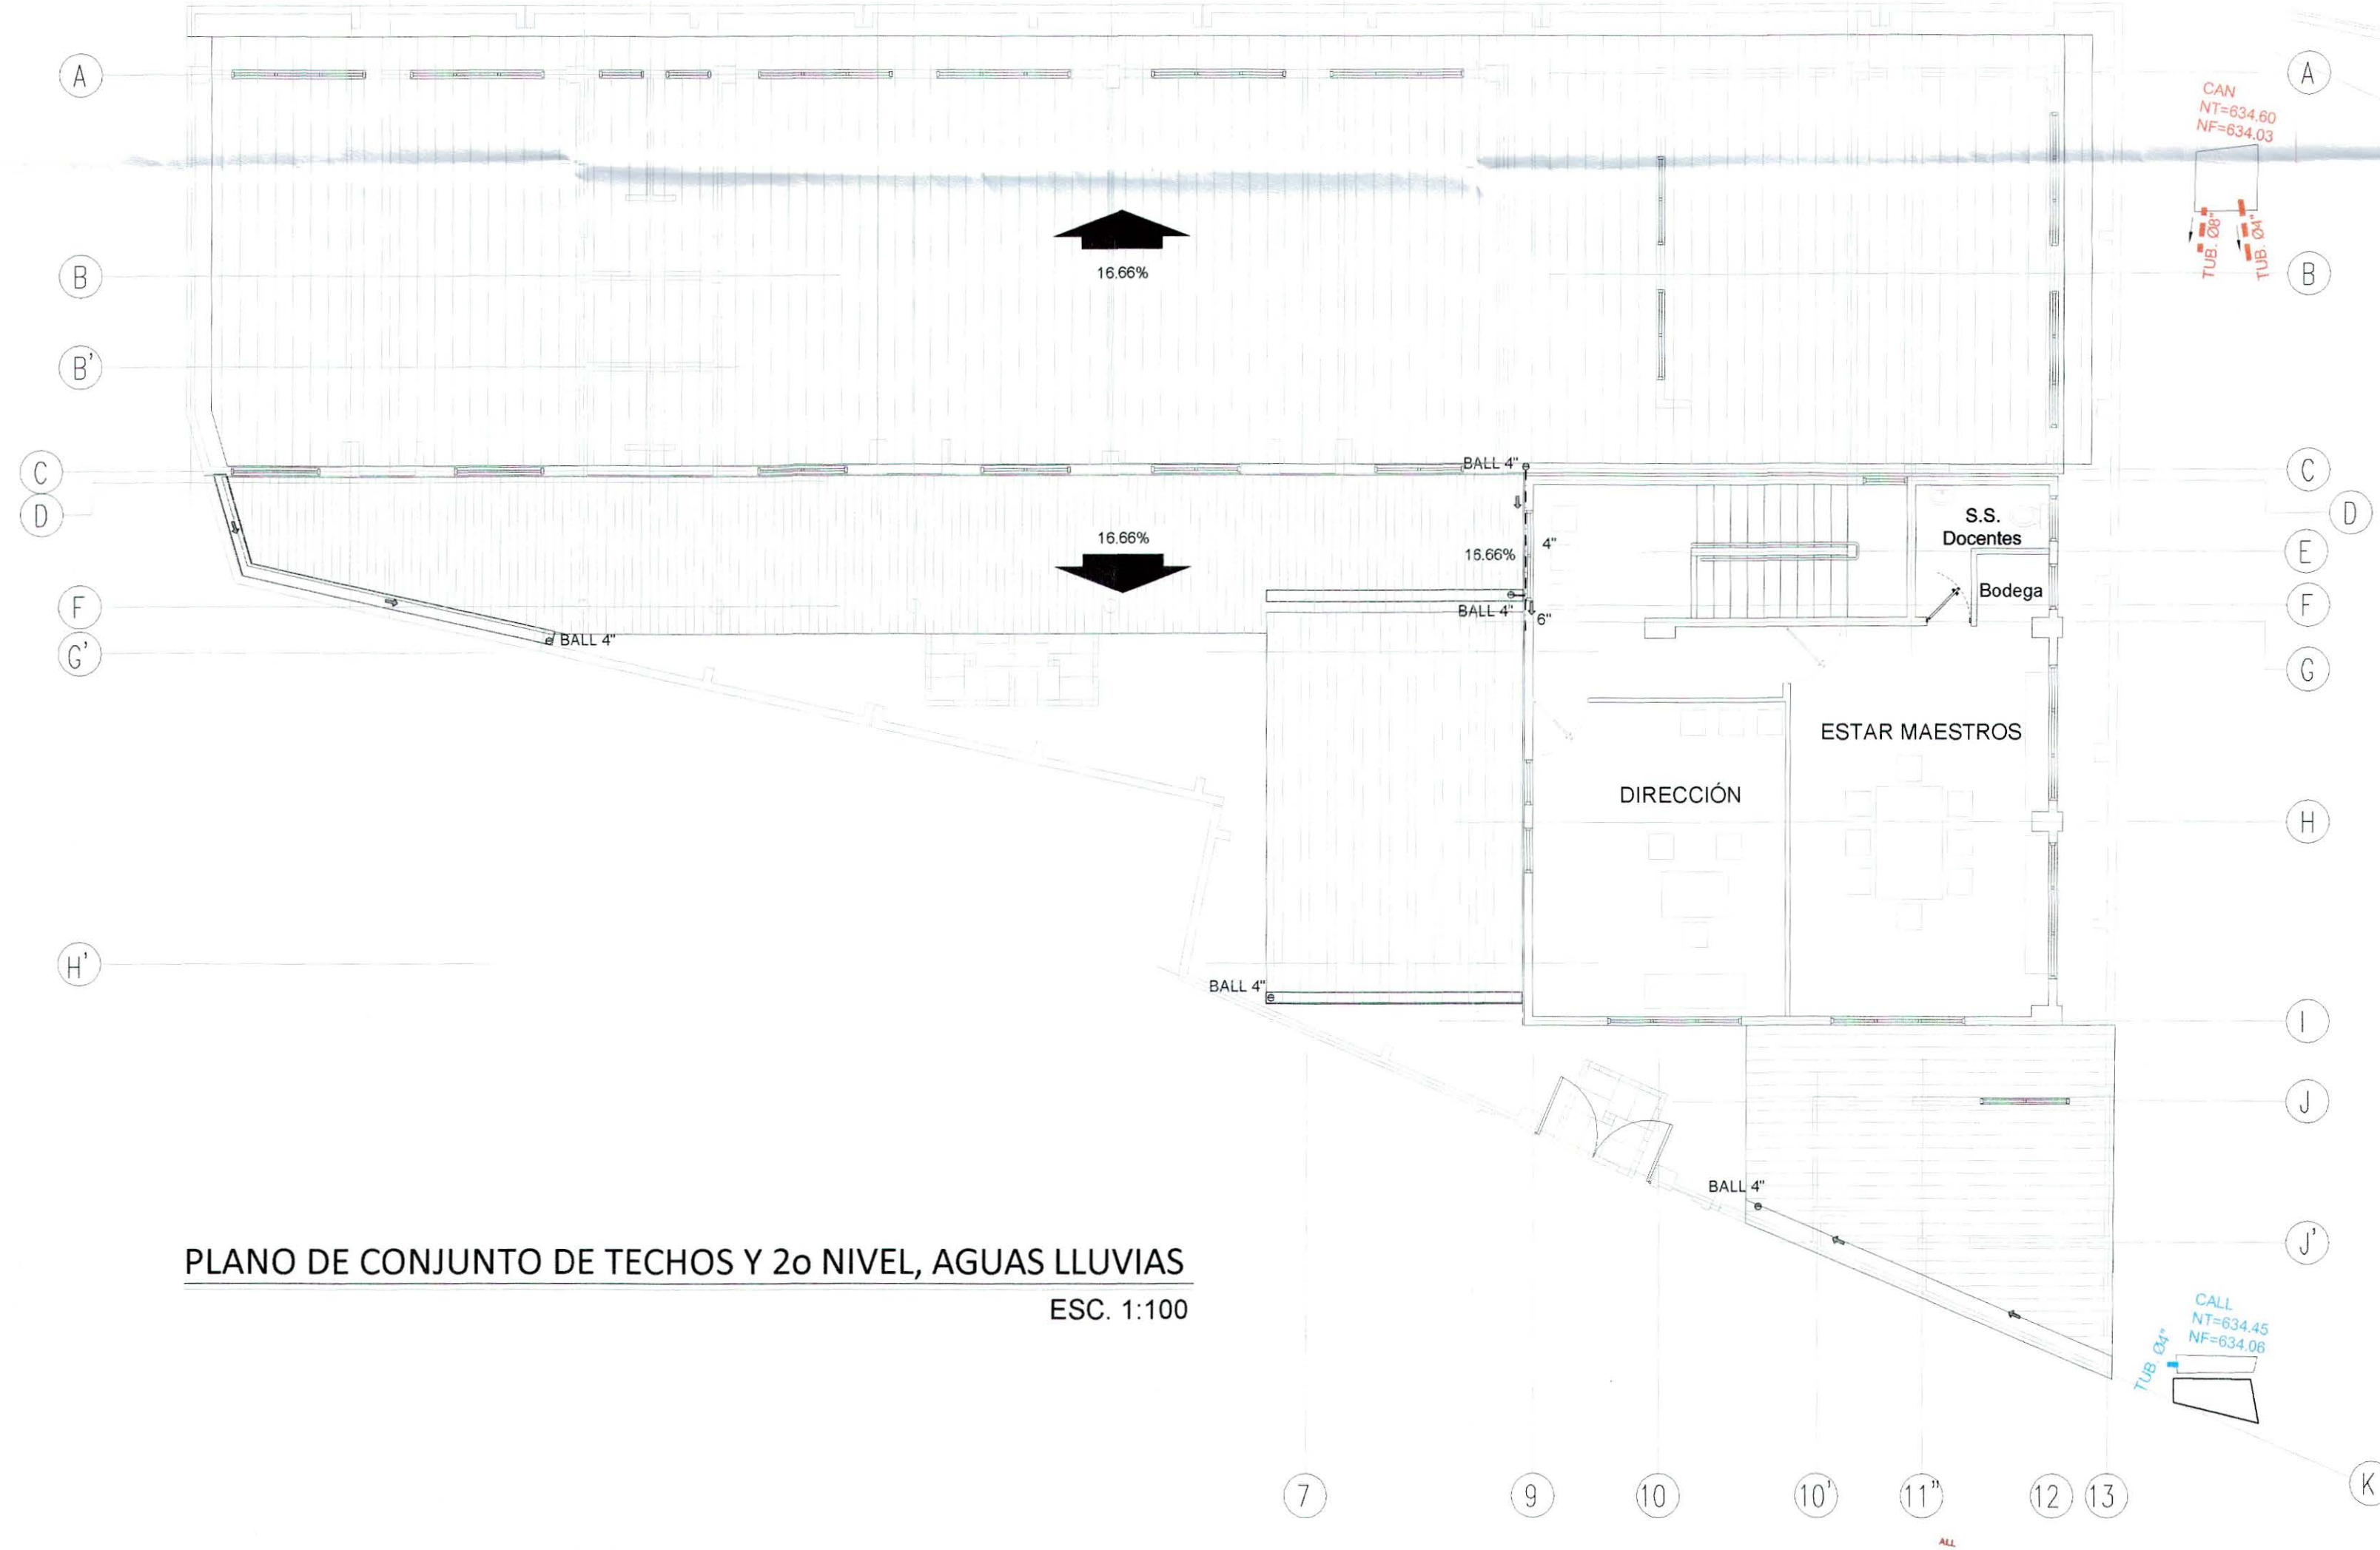 A
A
CAN
NT=634.60
NF=634.03
TUB. Ø8"
TUB. Ø4"
B
16.66%
B
B'
C
BALL 4"
C
D
S.S.
Docentes
D
16.66%
16.66%
4"
E
Bodega
F
BALL 4"
6"
F
BALL 4"
G'
G
ESTAR MAESTROS
DIRECCIÓN
H
H'
BALL 4"
I
J
BALL 4"
J'
PLANO DE CONJUNTO DE TECHOS Y 2o NIVEL, AGUAS LLUVIAS
ESC. 1:100
CALL
NT=634.45
NF=634.06
TUB. Ø4"
7
9
10
10'
11"
12
13
K
ALL